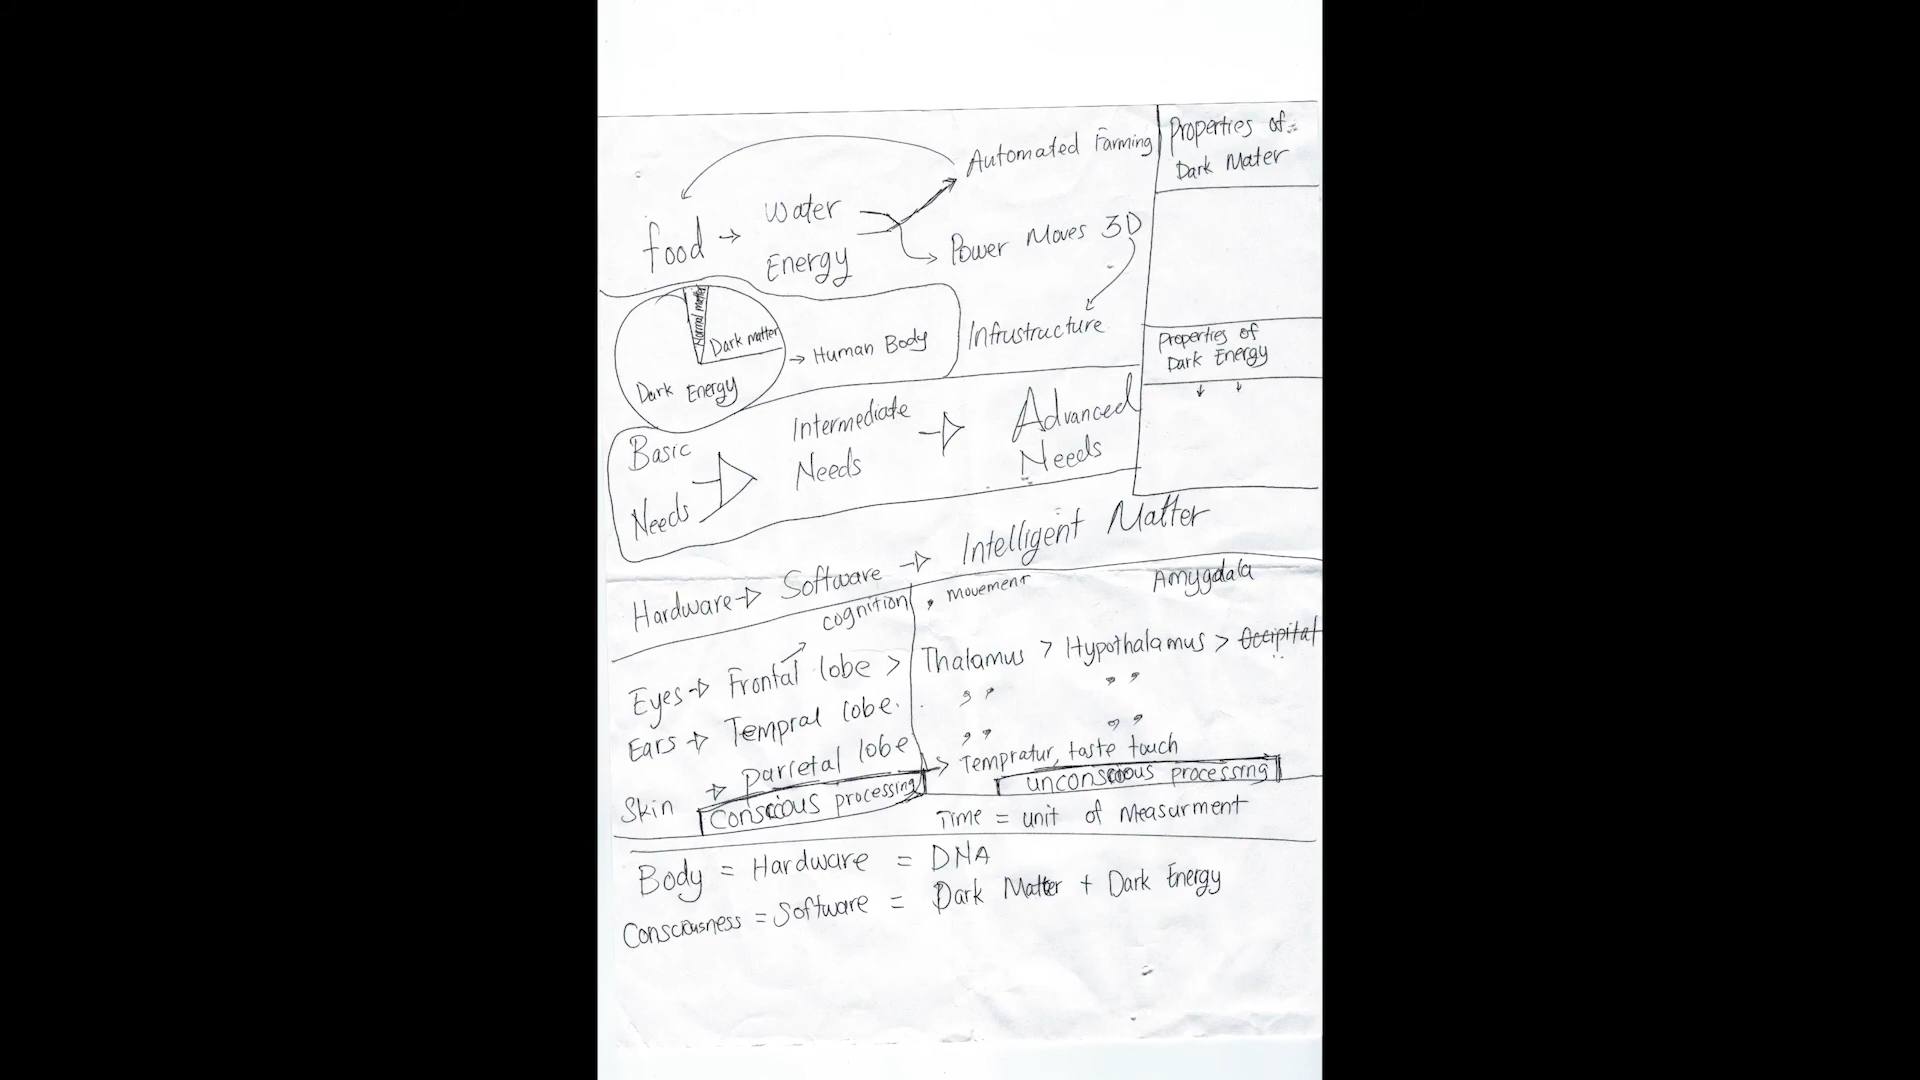 Automated Farming
Properties of
Dark Mater
food → Water
Energy
Power Moves 3D
Infrustructure
Normal matter
Dark matter
Dark Energy
→ Human Body
Properties of
Dark Energy
Basic
Needs
Intermediate
Needs
Advanced
Needs
Hardware → Software → Intelligent Matter
cognition, movement
Amygdala
Eyes → Frontal lobe > Thalamus > Hypothalamus > Occipital
Ears → Tempral lobe. ,, ,,
,, ,,
Skin → parietal lobe > Tempratur, taste touch
Conscious processing
unconscious processing
Time = unit of Measurment
Body = Hardware = DNA
Consciousness = Software = Dark Matter + Dark Energy